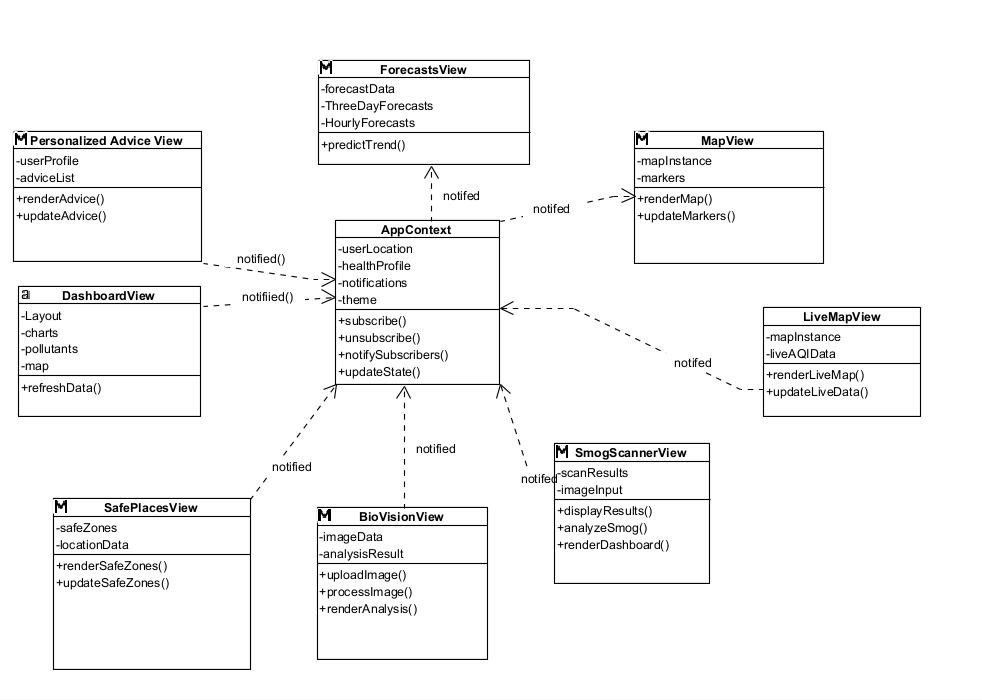 M ForecastsView
-forecastData
-ThreeDayForecasts
-HourlyForecasts
+predictTrend()
M Personalized Advice View
-userProfile
-adviceList
+renderAdvice()
+updateAdvice()
M MapView
-mapInstance
-markers
+renderMap()
+updateMarkers()
notifed
notifed
AppContext
-userLocation
-healthProfile
-notifications
-theme
+subscribe()
+unsubscribe()
+notifySubscribers()
+updateState()
notified()
notifiied()
a DashboardView
-Layout
-charts
-pollutants
-map
+refreshData()
LiveMapView
-mapInstance
-liveAQIData
+renderLiveMap()
+updateLiveData()
notifed
notified
notified
notifed
M SmogScannerView
-scanResults
-imageInput
+displayResults()
+analyzeSmog()
+renderDashboard()
M SafePlacesView
-safeZones
-locationData
+renderSafeZones()
+updateSafeZones()
M BioVisionView
-imageData
-analysisResult
+uploadImage()
+processImage()
+renderAnalysis()